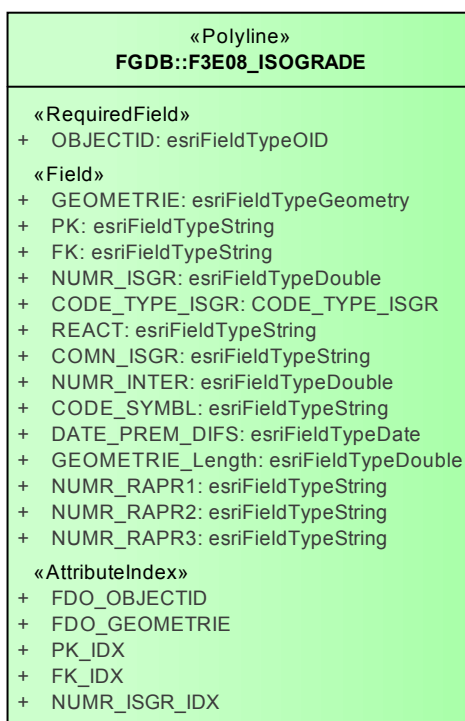 «Polyline»
FGDB::F3E08_ISOGRADE
«RequiredField»
+ OBJECTID: esriFieldTypeOID
«Field»
+ GEOMETRIE: esriFieldTypeGeometry
+ PK: esriFieldTypeString
+ FK: esriFieldTypeString
+ NUMR_ISGR: esriFieldTypeDouble
+ CODE_TYPE_ISGR: CODE_TYPE_ISGR
+ REACT: esriFieldTypeString
+ COMN_ISGR: esriFieldTypeString
+ NUMR_INTER: esriFieldTypeDouble
+ CODE_SYMBL: esriFieldTypeString
+ DATE_PREM_DIFS: esriFieldTypeDate
+ GEOMETRIE_Length: esriFieldTypeDouble
+ NUMR_RAPR1: esriFieldTypeString
+ NUMR_RAPR2: esriFieldTypeString
+ NUMR_RAPR3: esriFieldTypeString
«AttributeIndex»
+ FDO_OBJECTID
+ FDO_GEOMETRIE
+ PK_IDX
+ FK_IDX
+ NUMR_ISGR_IDX